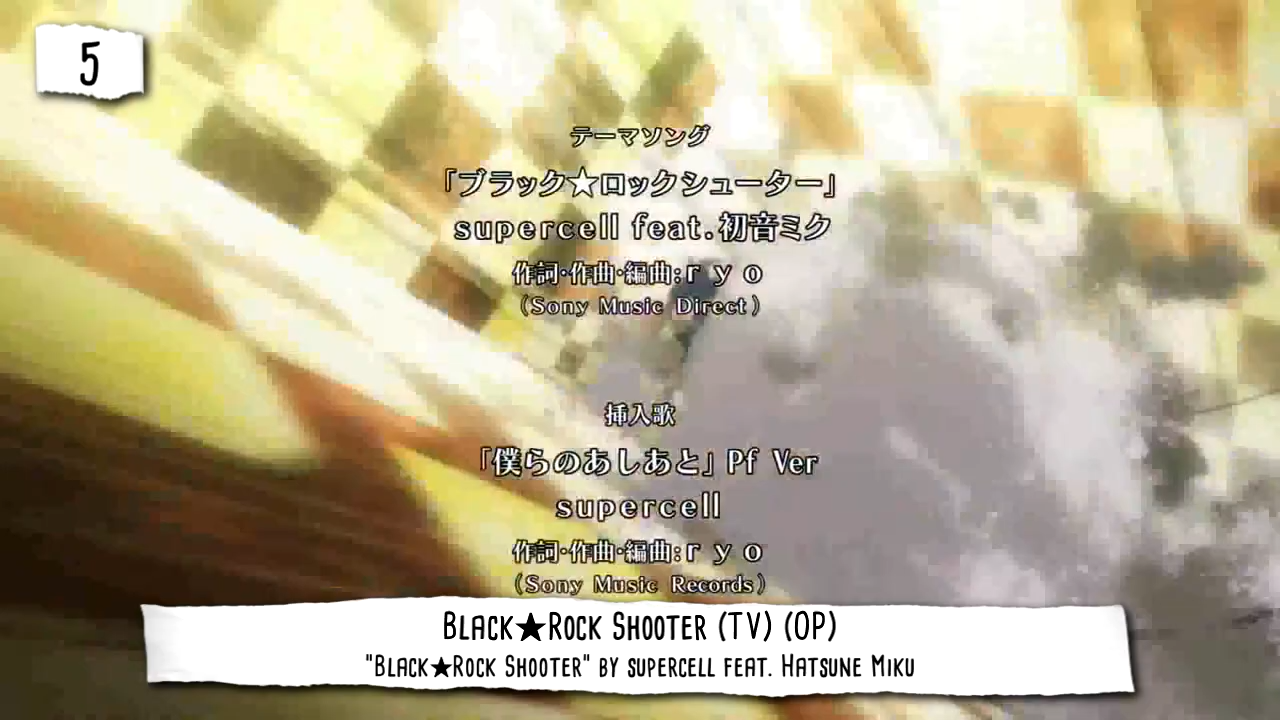 5
テーマソング
「ブラック★ロックシューター」
supercell feat.初音ミク
作詞・作曲・編曲:ｒｙｏ
(Sony Music Direct)
挿入歌
「僕らのあしあと」 Pf Ver
supercell
作詞・作曲・編曲:ｒｙｏ
(Sony Music Records)
Black★Rock Shooter (TV) (OP)
"Black★Rock Shooter" by supercell feat. Hatsune Miku